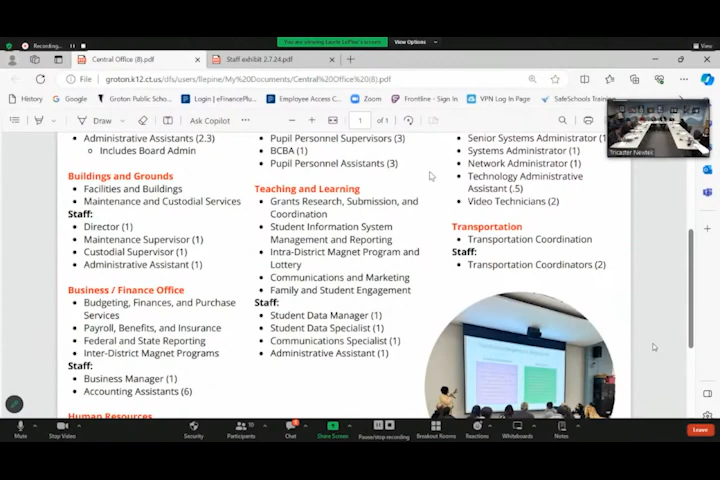 Recording...
You are viewing Laurie LePine's screen
View Options
View
Central Office (8).pdf
Staff exhibit 2.7.24.pdf
File
groton.k12.ct.us/dfs/users/llepine/My%20Documents/Central%20Office%20(8).pdf
History
Google
Groton Public Scho...
Login | eFinancePlu...
Employee Access C...
Zoom
Frontline - Sign In
VPN Log In Page
SafeSchools Training
Draw
Ask Copilot
1
of 1
Tricaster Newtek
Administrative Assistants (2.3)
Includes Board Admin
Buildings and Grounds
Facilities and Buildings
Maintenance and Custodial Services
Staff:
Director (1)
Maintenance Supervisor (1)
Custodial Supervisor (1)
Administrative Assistant (1)
Business / Finance Office
Budgeting, Finances, and Purchase
Services
Payroll, Benefits, and Insurance
Federal and State Reporting
Inter-District Magnet Programs
Staff:
Business Manager (1)
Accounting Assistants (6)
Human Resources
Pupil Personnel Supervisors (3)
BCBA (1)
Pupil Personnel Assistants (3)
Teaching and Learning
Grants Research, Submission, and
Coordination
Student Information System
Management and Reporting
Intra-District Magnet Program and
Lottery
Communications and Marketing
Family and Student Engagement
Staff:
Student Data Manager (1)
Student Data Specialist (1)
Communications Specialist (1)
Administrative Assistant (1)
Senior Systems Administrator (1
Systems Administrator (1)
Network Administrator (1)
Technology Administrative
Assistant (.5)
Video Technicians (2)
Transportation
Transportation Coordination
Staff:
Transportation Coordinators (2)
Mute
Stop Video
Security
Participants
Chat
Share Screen
Pause/stop recording
Breakout Rooms
Reactions
Whiteboards
Notes
Leave